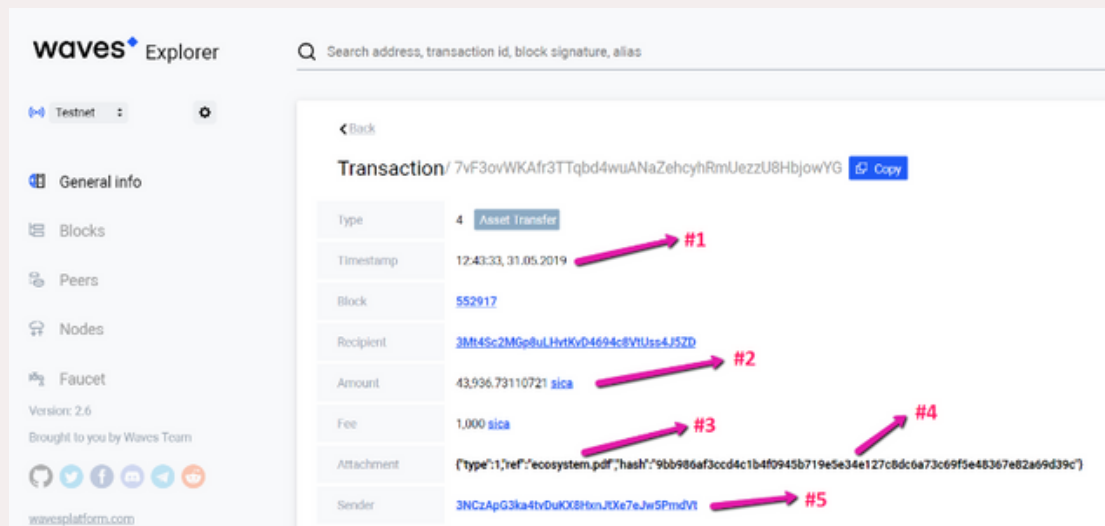 waves Explorer
Search address, transaction id, block signature, alias
Testnet
Back
Transaction/ 7vF3ovWKAfr3TTqbd4wuANaZehcyhRmUezzU8HbjowYG Copy
General info
Blocks
Peers
Nodes
Faucet
Version: 2.6
Brought to you by Waves Team
wavesplatform.com
Type 4 Asset Transfer
#1
Timestamp 12:43:33, 31.05.2019
Block 552917
Recipient 3Mt4Sc2MGp8uLHvtKvD4694c8VtUss4J5ZD
#2
Amount 43,936.73110721 sica
#4
Fee 1,000 sica
#3
Attachment {"type":1,"ref":"ecosystem.pdf","hash":"9bb986af3ccd4c1b4f0945b719e5e34e127c8dc6a73c69f5e48367e82a69d39c"}
Sender 3NCzApG3ka4tvDuKX8HxnJtXe7eJw5PmdVt
#5